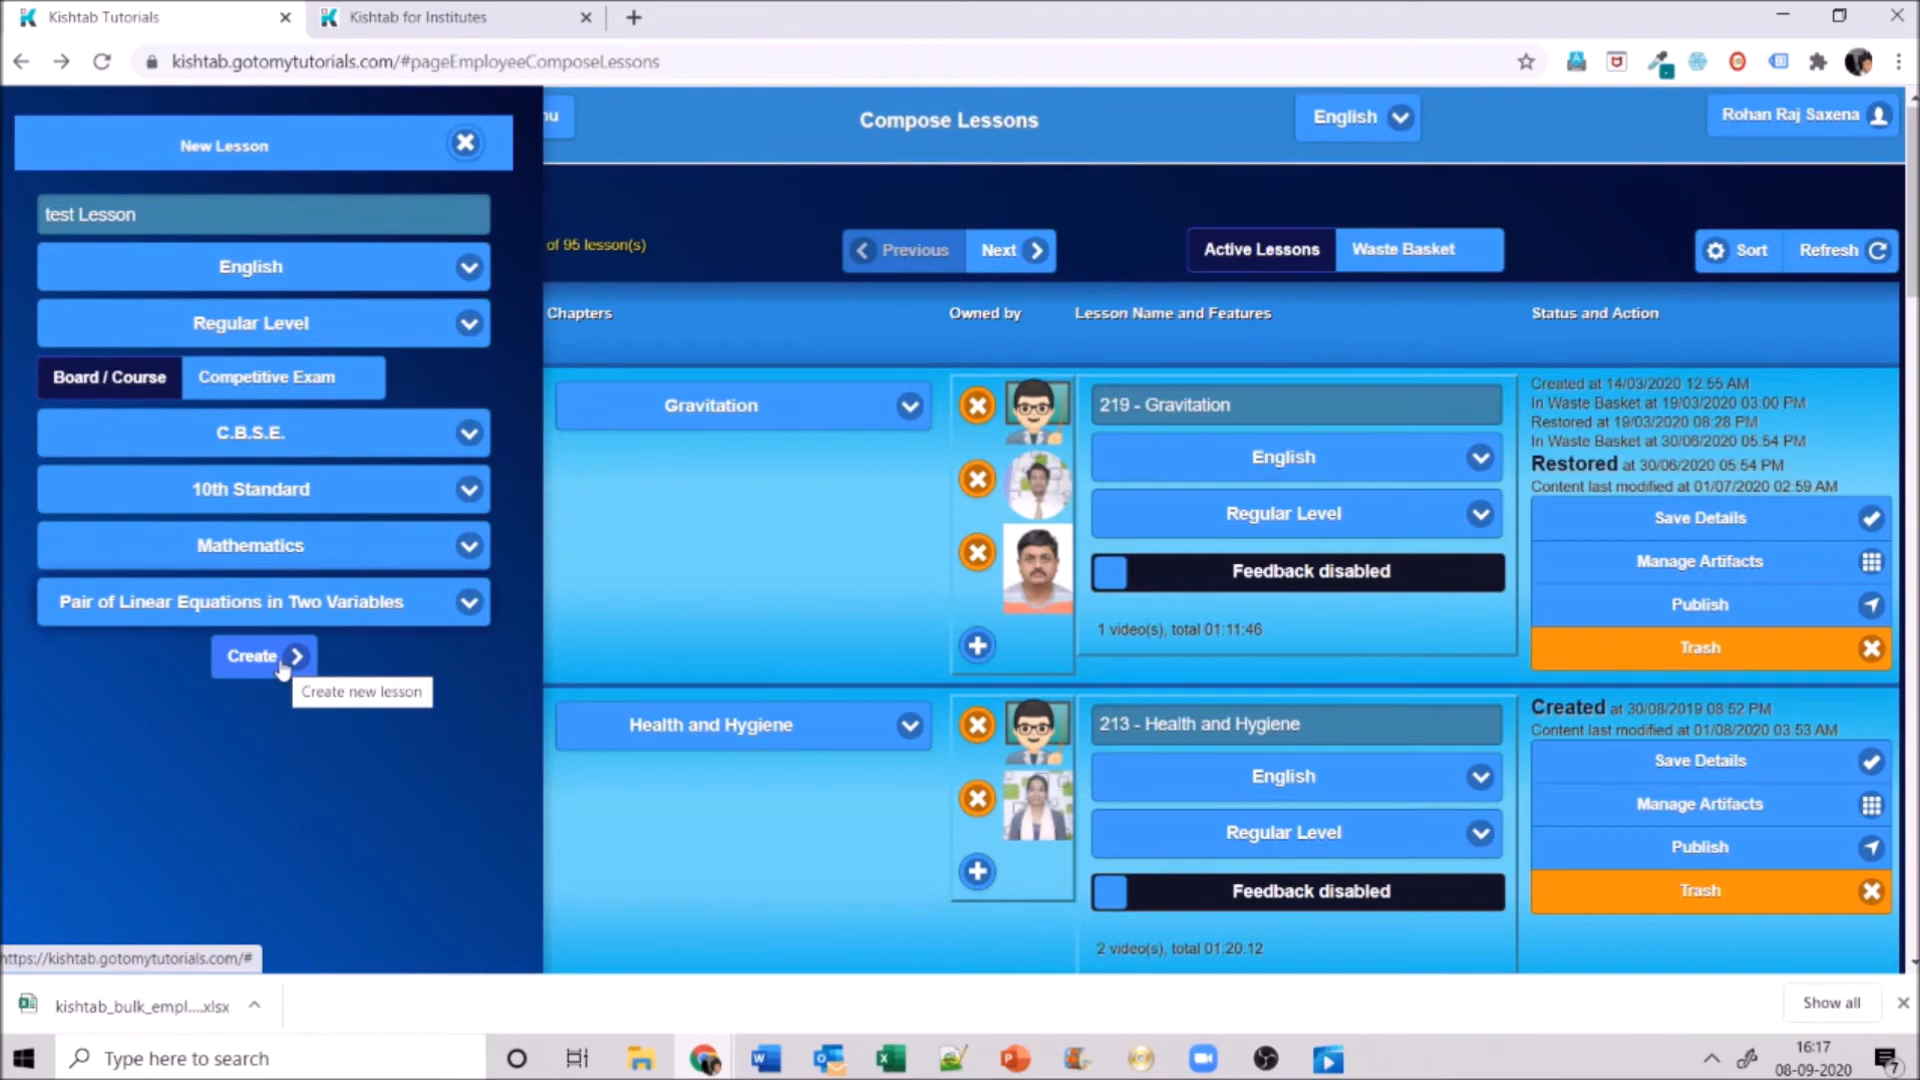 Kishtab Tutorials
Kishtab for Institutes
kishtab.gotomytutorials.com/#pageEmployeeComposeLessons
nu
Compose Lessons
English
Rohan Raj Saxena
New Lesson
test Lesson
English
Regular Level
Board / Course
Competitive Exam
C.B.S.E.
10th Standard
Mathematics
Pair of Linear Equations in Two Variables
Create
Create new lesson
of 95 lesson(s)
Previous
Next
Active Lessons
Waste Basket
Sort
Refresh
Chapters
Owned by
Lesson Name and Features
Status and Action
Gravitation
219 - Gravitation
English
Regular Level
Feedback disabled
1 video(s), total 01:11:46
Created at 14/03/2020 12.55 AM
In Waste Basket at 19/03/2020 03:00 PM
Restored at 19/03/2020 08:28 PM
In Waste Basket at 30/06/2020 05:54 PM
Restored at 30/06/2020 05:54 PM
Content last modified at 01/07/2020 02.59 AM
Save Details
Manage Artifacts
Publish
Trash
Health and Hygiene
213 - Health and Hygiene
English
Regular Level
Feedback disabled
2 video(s), total 01:20.12
Created at 30/08/2019 08 52 PM
Content last modified at 01/08/2020 03.53 AM
Save Details
Manage Artifacts
Publish
Trash
https://kishtab.gotomytutorials.com/#
kishtab_bulk_empl....xlsx
Show all
Type here to search
16:17
08-09-2020
7